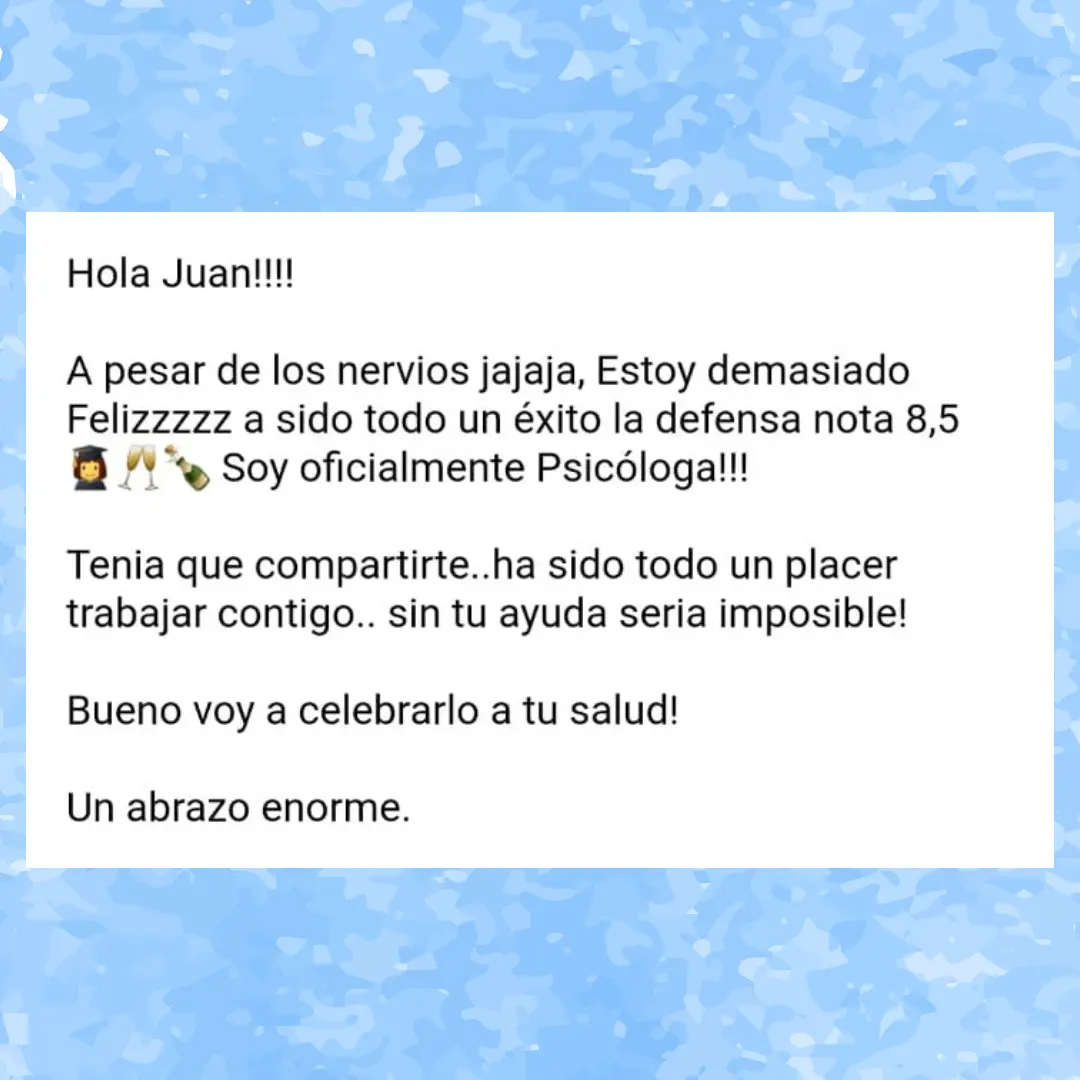 Hola Juan!!!!
A pesar de los nervios jajaja, Estoy demasiado
Felizzzzz a sido todo un éxito la defensa nota 8,5
👩‍🎓🥂🍾 Soy oficialmente Psicóloga!!!
Tenia que compartirte..ha sido todo un placer
trabajar contigo.. sin tu ayuda seria imposible!
Bueno voy a celebrarlo a tu salud!
Un abrazo enorme.